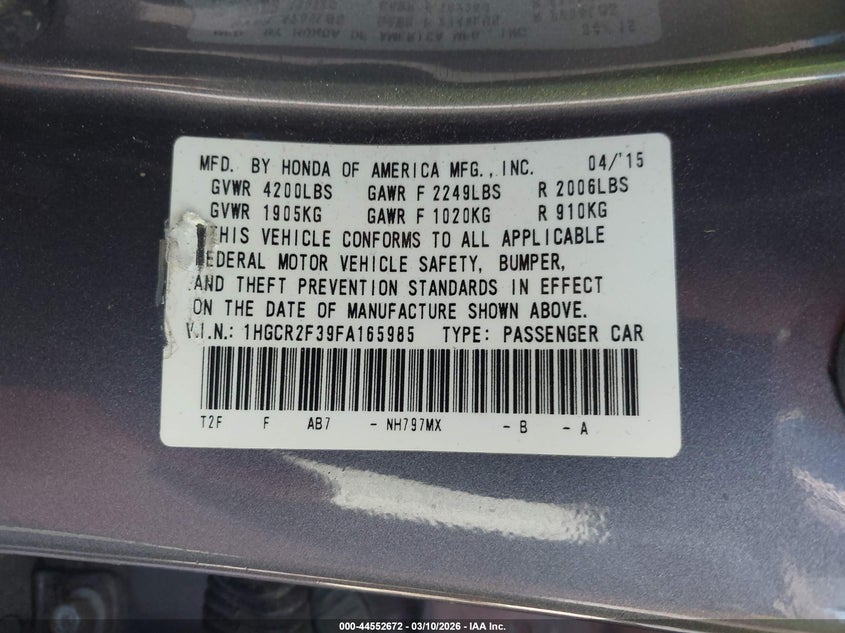 MFD. BY HONDA OF AMERICA MFG., INC. 04/'15
GVWR 4200LBS GAWR F 2249LBS R 2006LBS
GVWR 1905KG GAWR F 1020KG R 910KG
THIS VEHICLE CONFORMS TO ALL APPLICABLE
FEDERAL MOTOR VEHICLE SAFETY, BUMPER,
AND THEFT PREVENTION STANDARDS IN EFFECT
ON THE DATE OF MANUFACTURE SHOWN ABOVE.
V.I.N.: 1HGCR2F39FA165985 TYPE: PASSENGER CAR
T2F F AB7 - NH797MX - B - A
000-44552672 - 03/10/2026 - IAA Inc.